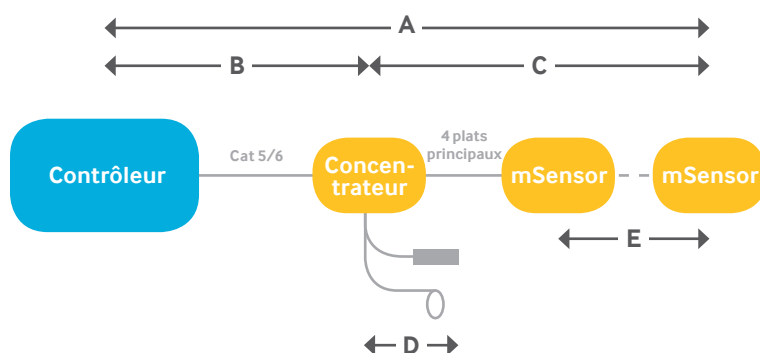 A
B
C
Contrôleur
Cat 5/6
Concen-
trateur
4 plats
principaux
mSensor
mSensor
E
D